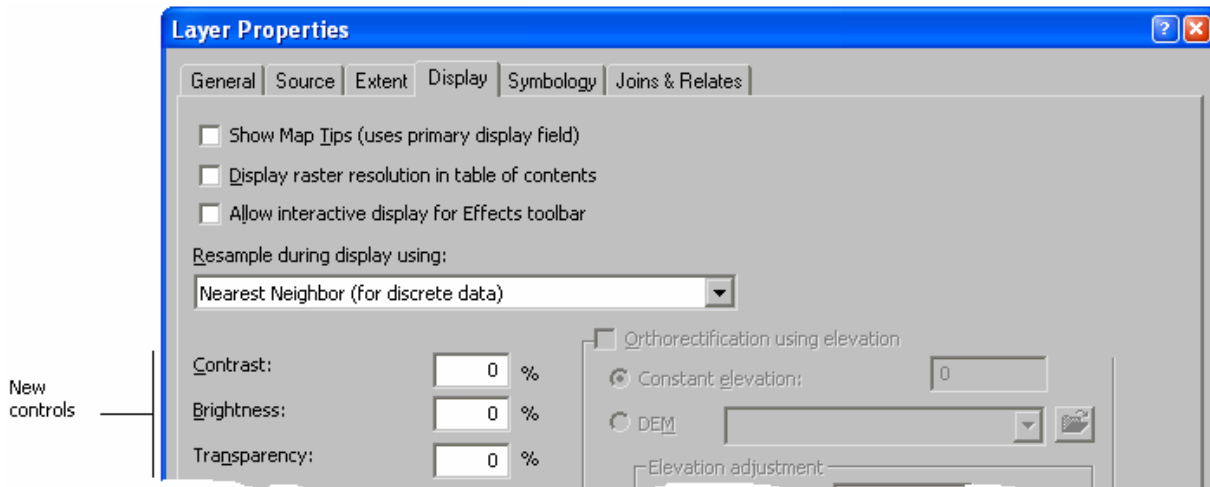 Layer Properties
General Source Extent Display Symbology Joins & Relates
Show Map Tips (uses primary display field)
Display raster resolution in table of contents
Allow interactive display for Effects toolbar
Resample during display using:
Nearest Neighbor (for discrete data)
Contrast: 0 %
Brightness: 0 %
Transparency: 0 %
Orthorectification using elevation
Constant elevation: 0
DEM
Elevation adjustment
New
controls